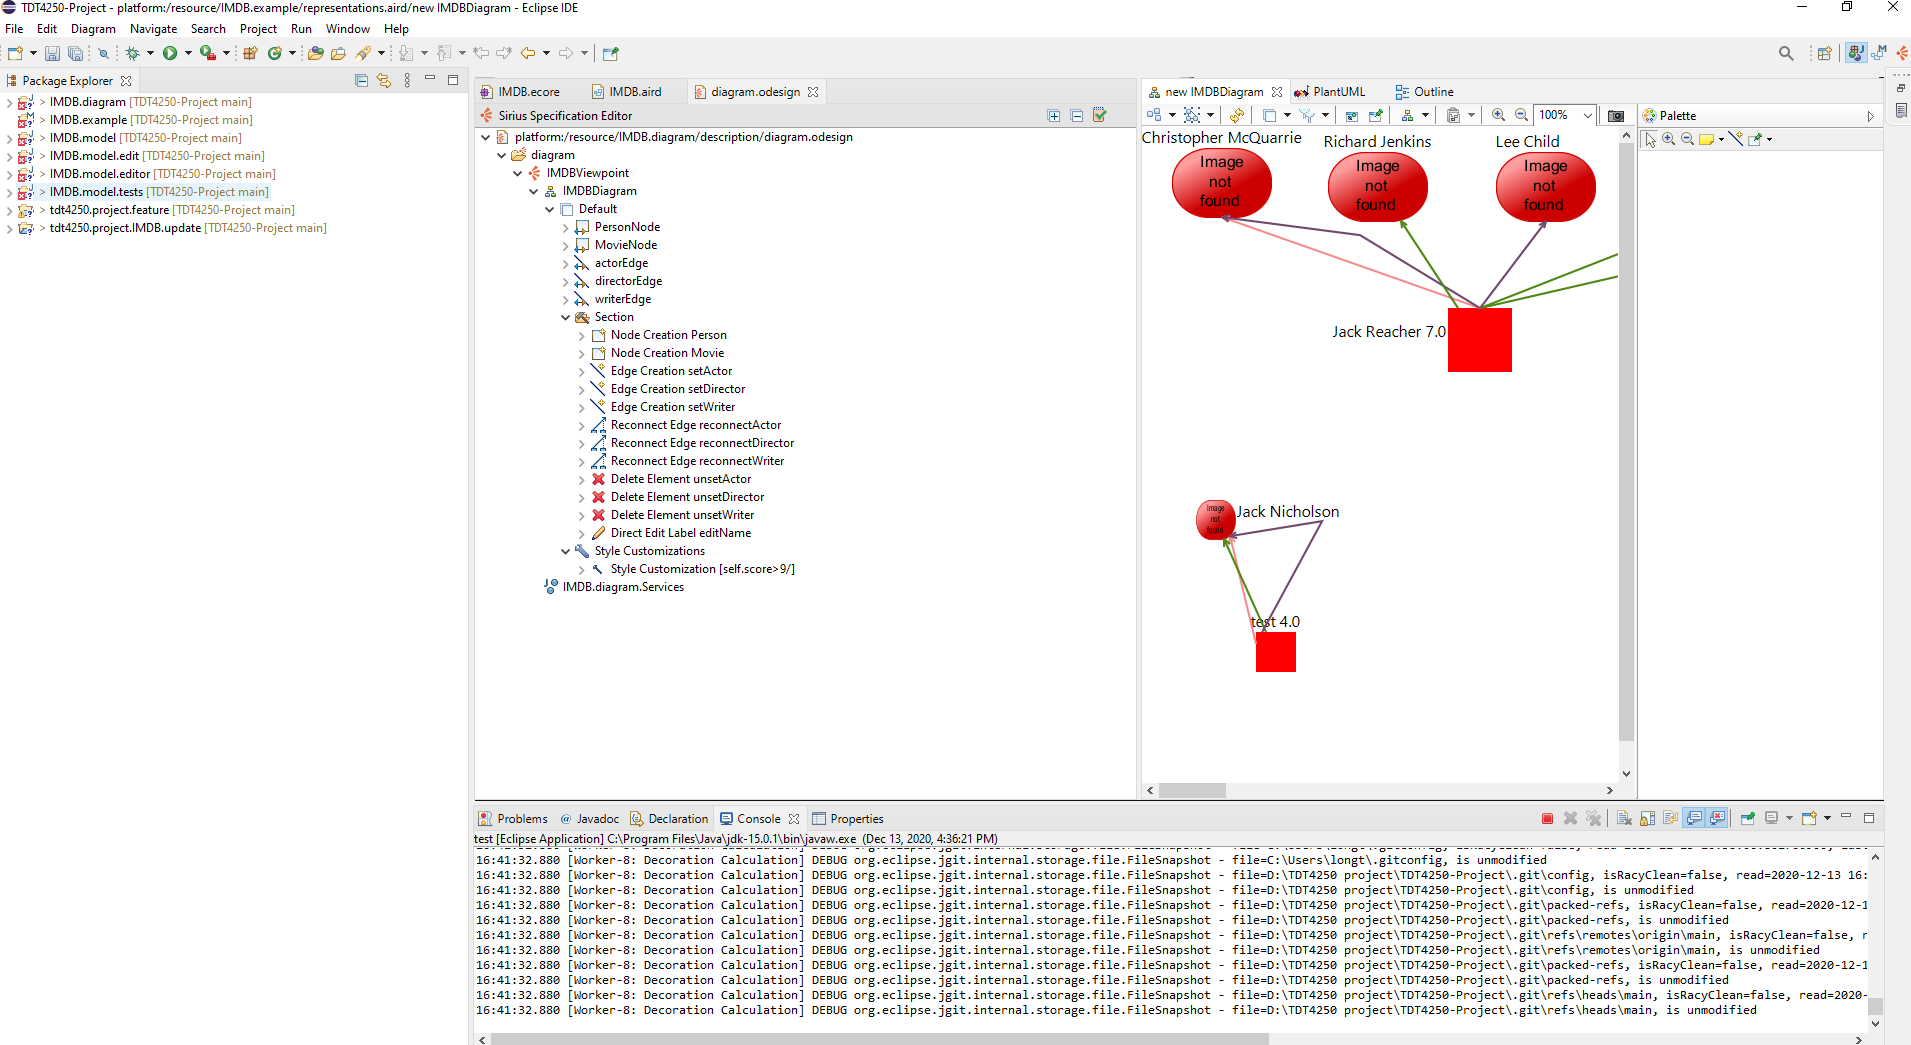 TDT4250-Project - platform:/resource/IMDB.example/representations.aird/new IMDBDiagram - Eclipse IDE
File Edit Diagram Navigate Search Project Run Window Help
Package Explorer
> IMDB.diagram [TDT4250-Project main]
> IMDB.example [TDT4250-Project main]
> IMDB.model [TDT4250-Project main]
> IMDB.model.edit [TDT4250-Project main]
> IMDB.model.editor [TDT4250-Project main]
> IMDB.model.tests [TDT4250-Project main]
> tdt4250.project.feature [TDT4250-Project main]
> tdt4250.project.IMDB.update [TDT4250-Project main]
IMDB.ecore IMDB.aird diagram.odesign
Sirius Specification Editor
platform:/resource/IMDB.diagram/description/diagram.odesign
diagram
IMDBViewpoint
IMDBDiagram
Default
PersonNode
MovieNode
actorEdge
directorEdge
writerEdge
Section
Node Creation Person
Node Creation Movie
Edge Creation setActor
Edge Creation setDirector
Edge Creation setWriter
Reconnect Edge reconnectActor
Reconnect Edge reconnectDirector
Reconnect Edge reconnectWriter
Delete Element unsetActor
Delete Element unsetDirector
Delete Element unsetWriter
Direct Edit Label editName
Style Customizations
Style Customization [self.score>9/]
IMDB.diagram.Services
new IMDBDiagram PlantUML Outline
100%
Palette
Christopher McQuarrie Richard Jenkins Lee Child
Image not found
Image not found
Image not found
Jack Reacher 7.0
Image not found
Jack Nicholson
test 4.0
Problems @ Javadoc Declaration Console Properties
test [Eclipse Application] C:\Program Files\Java\jdk-15.0.1\bin\javaw.exe (Dec 13, 2020, 4:36:21 PM)
16:41:32.880 [Worker-8: Decoration Calculation] DEBUG org.eclipse.jgit.internal.storage.file.FileSnapshot - file=C:\Users\longt\.gitconfig, is unmodified
16:41:32.880 [Worker-8: Decoration Calculation] DEBUG org.eclipse.jgit.internal.storage.file.FileSnapshot - file=D:\TDT4250 project\TDT4250-Project\.git\config, isRacyClean=false, read=2020-12-13 16:
16:41:32.880 [Worker-8: Decoration Calculation] DEBUG org.eclipse.jgit.internal.storage.file.FileSnapshot - file=D:\TDT4250 project\TDT4250-Project\.git\config, is unmodified
16:41:32.880 [Worker-8: Decoration Calculation] DEBUG org.eclipse.jgit.internal.storage.file.FileSnapshot - file=D:\TDT4250 project\TDT4250-Project\.git\packed-refs, isRacyClean=false, read=2020-12-1
16:41:32.880 [Worker-8: Decoration Calculation] DEBUG org.eclipse.jgit.internal.storage.file.FileSnapshot - file=D:\TDT4250 project\TDT4250-Project\.git\packed-refs, is unmodified
16:41:32.880 [Worker-8: Decoration Calculation] DEBUG org.eclipse.jgit.internal.storage.file.FileSnapshot - file=D:\TDT4250 project\TDT4250-Project\.git\refs\remotes\origin\main, isRacyClean=false, r
16:41:32.880 [Worker-8: Decoration Calculation] DEBUG org.eclipse.jgit.internal.storage.file.FileSnapshot - file=D:\TDT4250 project\TDT4250-Project\.git\refs\remotes\origin\main, is unmodified
16:41:32.880 [Worker-8: Decoration Calculation] DEBUG org.eclipse.jgit.internal.storage.file.FileSnapshot - file=D:\TDT4250 project\TDT4250-Project\.git\packed-refs, isRacyClean=false, read=2020-12-1
16:41:32.880 [Worker-8: Decoration Calculation] DEBUG org.eclipse.jgit.internal.storage.file.FileSnapshot - file=D:\TDT4250 project\TDT4250-Project\.git\packed-refs, is unmodified
16:41:32.880 [Worker-8: Decoration Calculation] DEBUG org.eclipse.jgit.internal.storage.file.FileSnapshot - file=D:\TDT4250 project\TDT4250-Project\.git\refs\heads\main, isRacyClean=false, read=2020-
16:41:32.880 [Worker-8: Decoration Calculation] DEBUG org.eclipse.jgit.internal.storage.file.FileSnapshot - file=D:\TDT4250 project\TDT4250-Project\.git\refs\heads\main, is unmodified